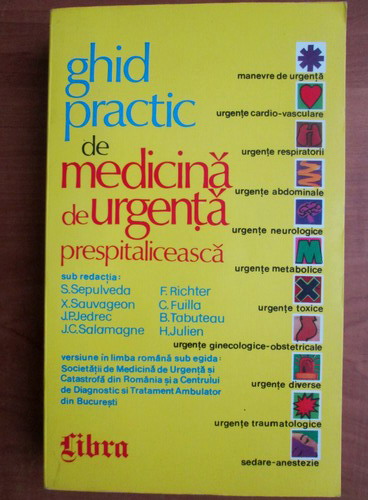 ghid
practic
de
medicină
de urgență
prespitalicească
sub redacția:
S.Sepulveda
X.Sauvageon
J.P.Jedrec
J.C.Salamagne
F.Richter
C.Fuilla
B.Tabuteau
H.Julien
versiune în limba română sub egida:
Societății de Medicină de Urgență si
Catastrofă din România și a Centrului
de Diagnostic si Tratament Ambulator
din București
Libra
manevre de urgență
urgențe cardio-vasculare
urgențe respiratorii
urgențe abdominale
urgențe neurologice
M
urgențe metabolice
urgențe toxice
urgențe ginecologice-obstetricale
urgențe diverse
urgențe traumatologice
sedare-anestezie